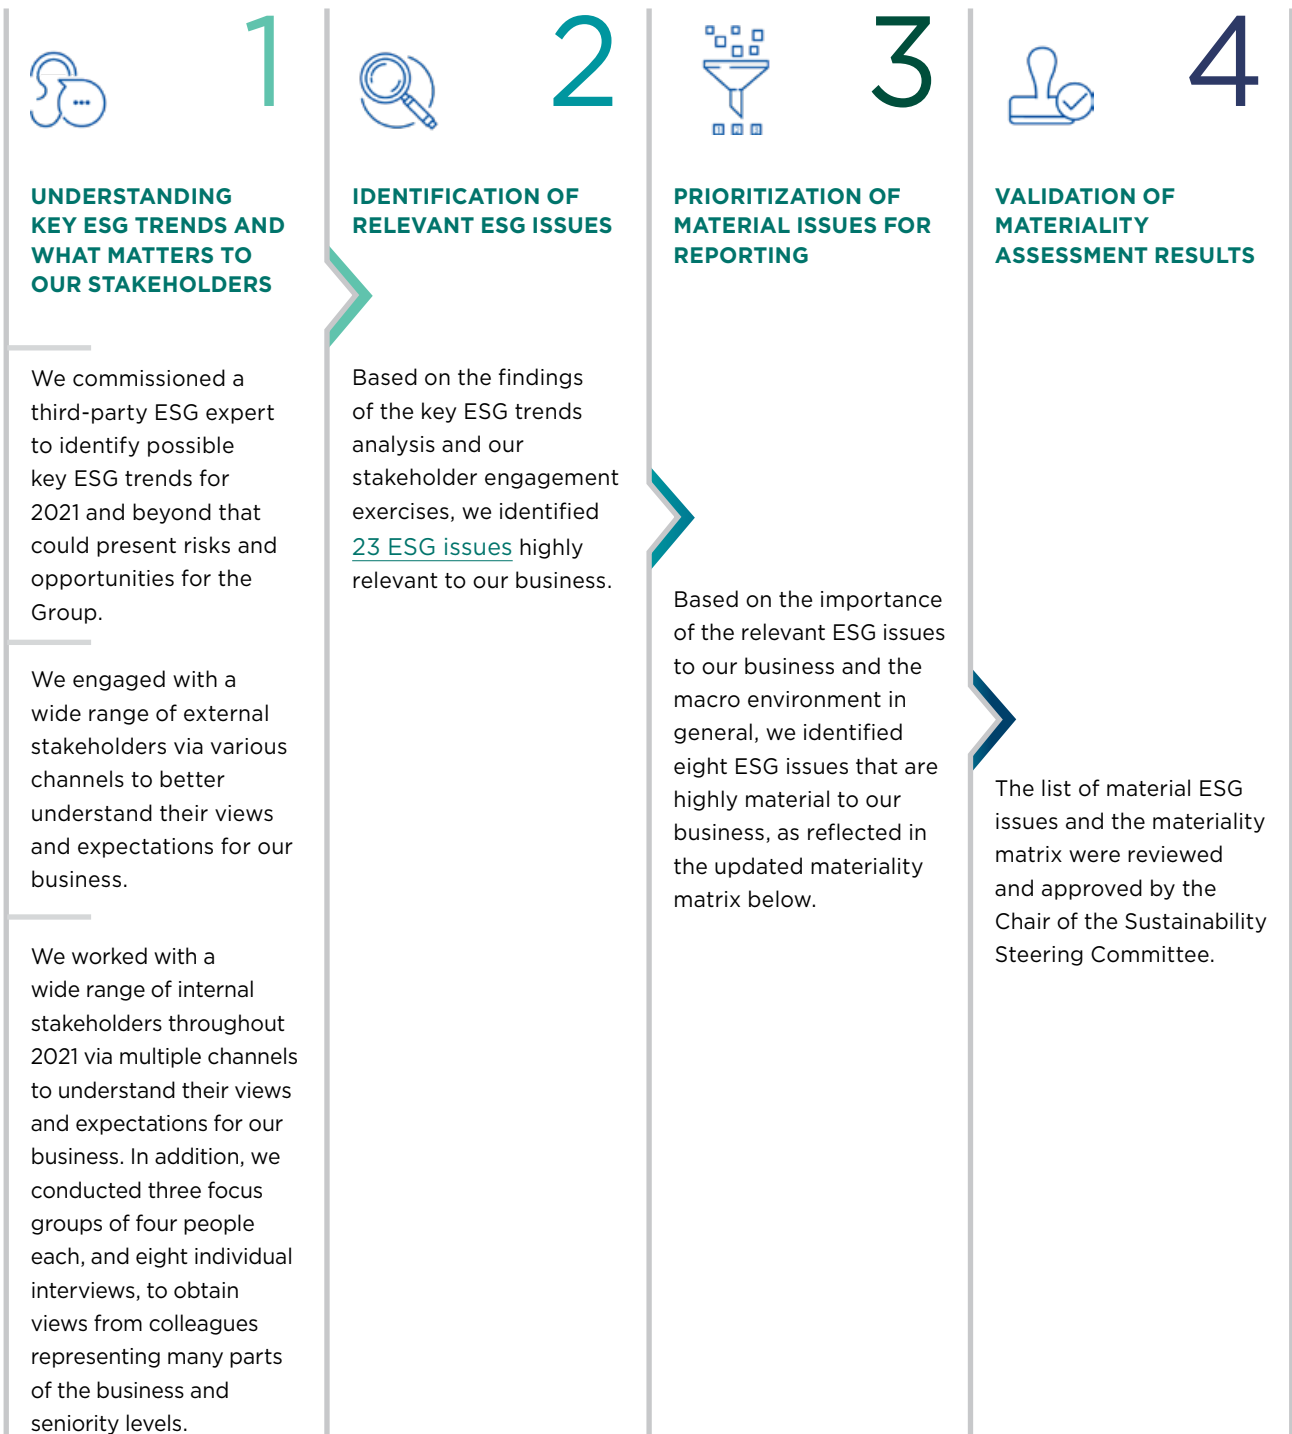 1
UNDERSTANDING
KEY ESG TRENDS AND
WHAT MATTERS TO
OUR STAKEHOLDERS
We commissioned a
third-party ESG expert
to identify possible
key ESG trends for
2021 and beyond that
could present risks and
opportunities for the
Group.
We engaged with a
wide range of external
stakeholders via various
channels to better
understand their views
and expectations for our
business.
We worked with a
wide range of internal
stakeholders throughout
2021 via multiple channels
to understand their views
and expectations for our
business. In addition, we
conducted three focus
groups of four people
each, and eight individual
interviews, to obtain
views from colleagues
representing many parts
of the business and
seniority levels.
2
IDENTIFICATION OF
RELEVANT ESG ISSUES
Based on the findings
of the key ESG trends
analysis and our
stakeholder engagement
exercises, we identified
23 ESG issues highly
relevant to our business.
3
PRIORITIZATION OF
MATERIAL ISSUES FOR
REPORTING
Based on the importance
of the relevant ESG issues
to our business and the
macro environment in
general, we identified
eight ESG issues that are
highly material to our
business, as reflected in
the updated materiality
matrix below.
4
VALIDATION OF
MATERIALITY
ASSESSMENT RESULTS
The list of material ESG
issues and the materiality
matrix were reviewed
and approved by the
Chair of the Sustainability
Steering Committee.